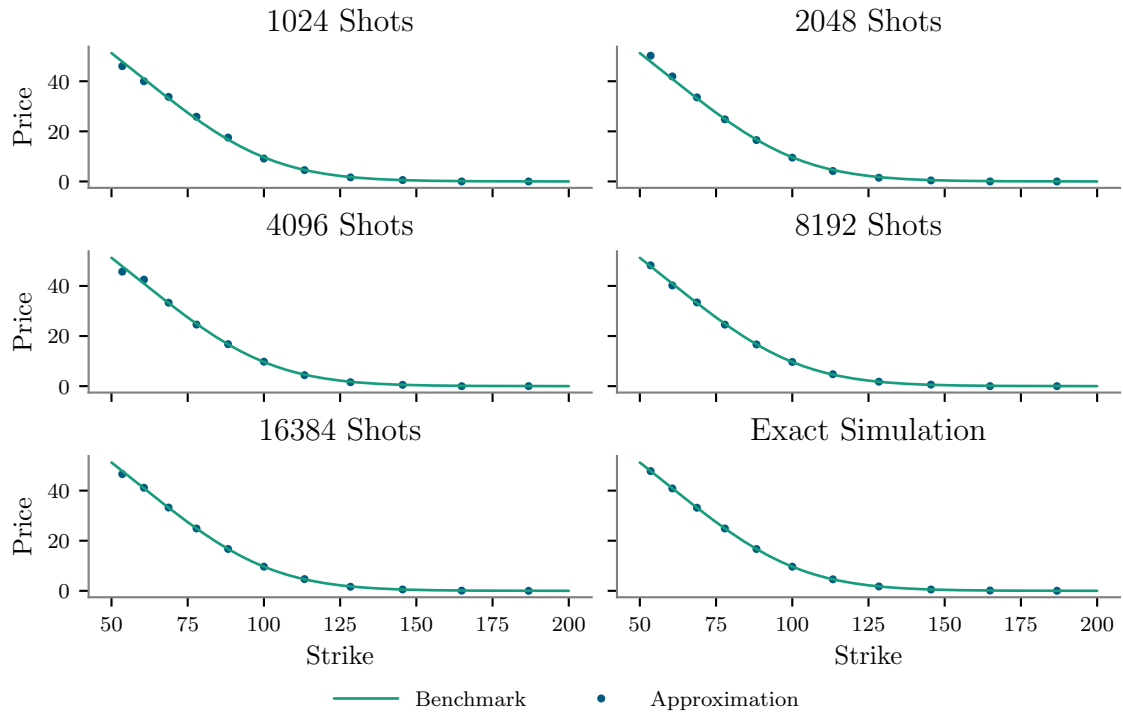 1024 Shots
2048 Shots
Price
40
20
0
4096 Shots
8192 Shots
Price
40
20
0
16384 Shots
Exact Simulation
Price
40
20
0
50 75 100 125 150 175 200
50 75 100 125 150 175 200
Strike
Strike
Benchmark
Approximation